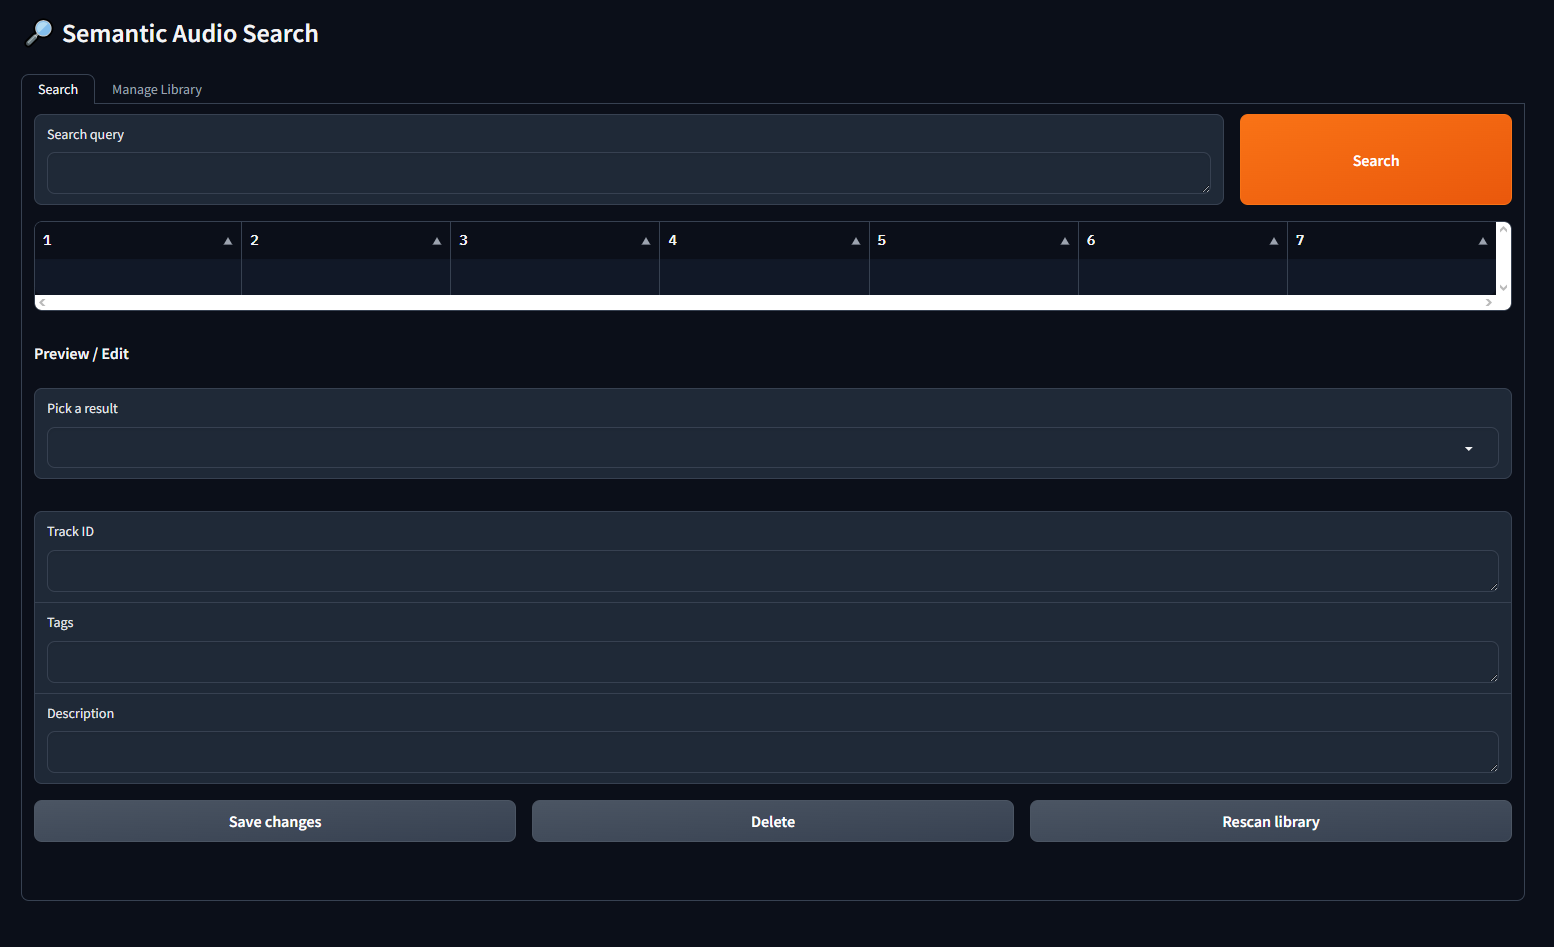 🔎 Semantic Audio Search
Search Manage Library
Search query
Search
1 2 3 4 5 6 7
Preview / Edit
Pick a result
Track ID
Tags
Description
Save changes Delete Rescan library